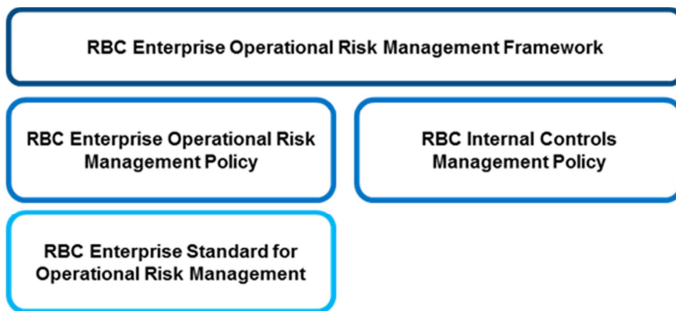 RBC Enterprise Operational Risk Management Framework
RBC Enterprise Operational Risk
Management Policy
RBC Internal Controls
Management Policy
RBC Enterprise Standard for
Operational Risk Management